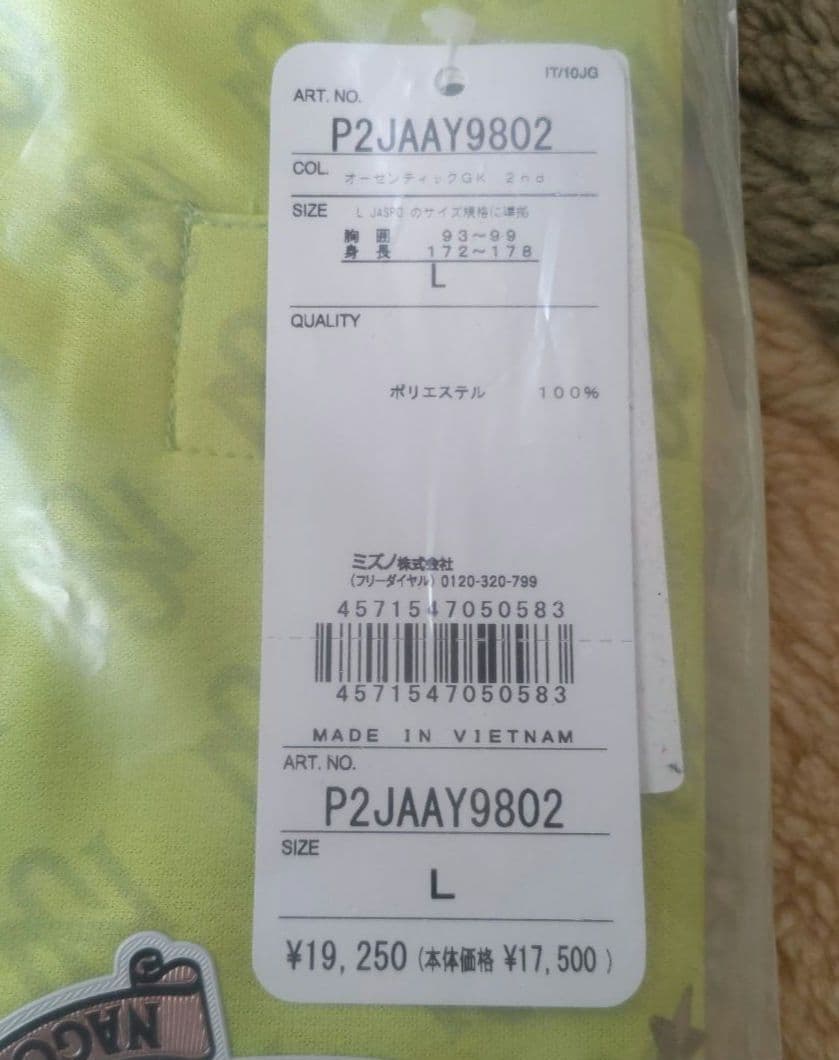 IT/10JG
ART. NO.
P2JAAY9802
COL. オーセンティックGK 2nd
SIZE L JASPO のサイズ規格に準拠
胸 囲 93~99
身 長 172~178
L
QUALITY
ポリエステル 100%
ミズノ株式会社
(フリーダイヤル) 0120-320-799
4571547050583
4571547050583
MADE IN VIETNAM
ART. NO.
P2JAAY9802
SIZE
L
¥19,250 (本体価格 ¥17,500 )
NAGO